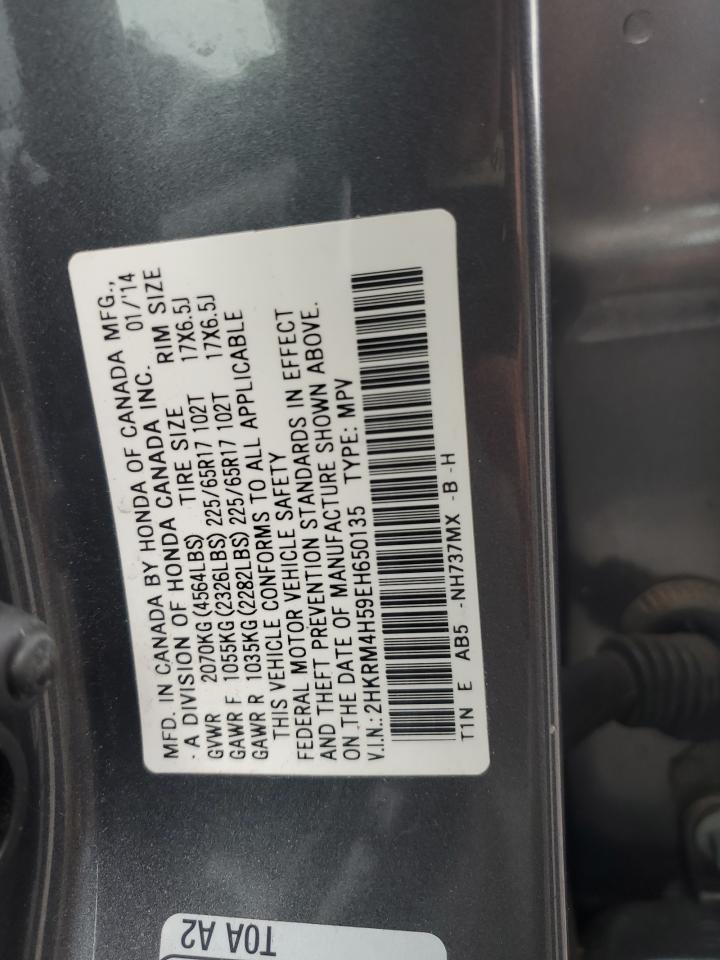 MFD. IN CANADA BY HONDA OF CANADA MFG.,
A DIVISION OF HONDA CANADA INC. 01/'14
TIRE SIZE RIM SIZE
GVWR 2070KG(4564LBS)
GAWR F 1055KG(2326LBS) 225/65R17 102T 17X6.5J
GAWR R 1035KG(2282LBS) 225/65R17 102T 17X6.5J
THIS VEHICLE CONFORMS TO ALL APPLICABLE
FEDERAL MOTOR VEHICLE SAFETY
AND THEFT PREVENTION STANDARDS IN EFFECT
ON THE DATE OF MANUFACTURE SHOWN ABOVE.
V.I.N.:2HKRM4H59EH650135 TYPE: MPV
T1N E AB5 -NH737MX -B -H
T0A A2